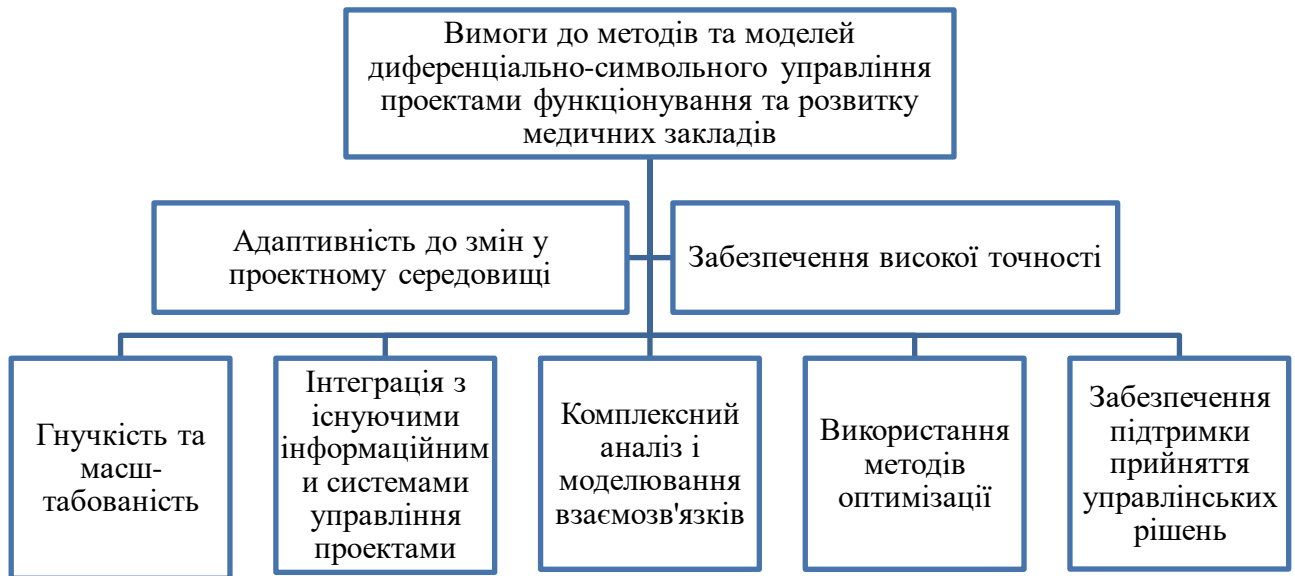 Вимоги до методів та моделей
диференціально-символьного управління
проектами функціонування та розвитку
медичних закладів
Адаптивність до змін у
проектному середовищі
Забезпечення високої точності
Гнучкість та
масш-
табованість
Інтеграція з
існуючими
інформаційним
и системами
управління
проектами
Комплексний
аналіз і
моделювання
взаємозв'язків
Використання
методів
оптимізації
Забезпечення
підтримки
прийняття
управлінських
рішень